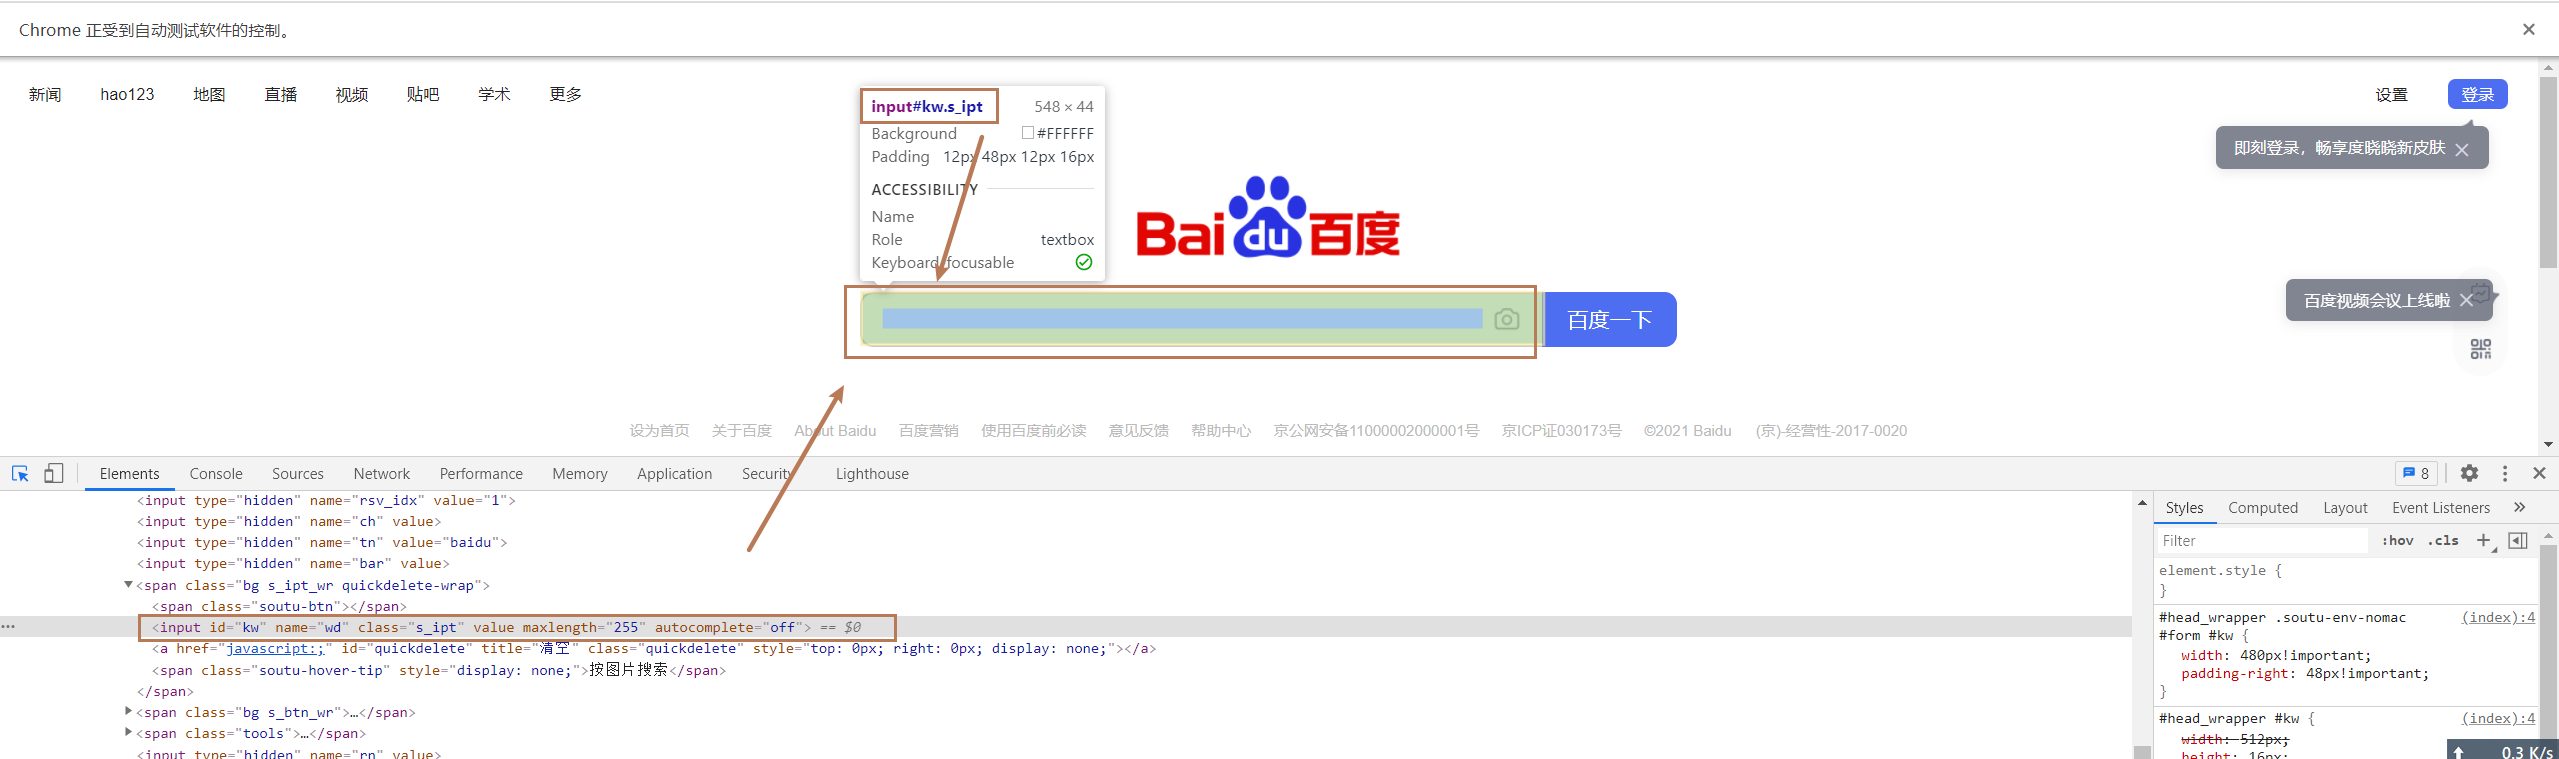 Chrome 正受到自动测试软件的控制。
新闻 hao123 地图 直播 视频 贴吧 学术 更多 设置 登录
即刻登录，畅享度晓晓新皮肤
input#kw.s_ipt 548 × 44
Background #FFFFFF
Padding 12px 48px 12px 16px
ACCESSIBILITY
Name
Role textbox
Keyboard-focusable
Bai du 百度
百度一下
百度视频会议上线啦
设为首页 关于百度 About Baidu 百度营销 使用百度前必读 意见反馈 帮助中心 京公网安备11000002000001号 京ICP证030173号 ©2021 Baidu (京)-经营性-2017-0020
Elements Console Sources Network Performance Memory Application Security Lighthouse 8
<input type="hidden" name="rsv_idx" value="1">
<input type="hidden" name="ch" value>
<input type="hidden" name="tn" value="baidu">
<input type="hidden" name="bar" value>
<span class="bg s_ipt_wr quickdelete-wrap">
<span class="soutu-btn"></span>
<input id="kw" name="wd" class="s_ipt" value maxlength="255" autocomplete="off"> == $0
<a href="javascript:;" id="quickdelete" title="清空" class="quickdelete" style="top: 0px; right: 0px; display: none;"></a>
<span class="soutu-hover-tip" style="display: none;">按图片搜索</span>
</span>
<span class="bg s_btn_wr">…</span>
<span class="tools">…</span>
<input type="hidden" name="rn" value>
Styles Computed Layout Event Listeners »
Filter :hov .cls +
element.style {
}
#head_wrapper .soutu-env-nomac (index):4
#form #kw {
width: 480px!important;
padding-right: 48px!important;
}
#head_wrapper #kw { (index):4
width: 512px;
height: 16px;
0.3 K/s